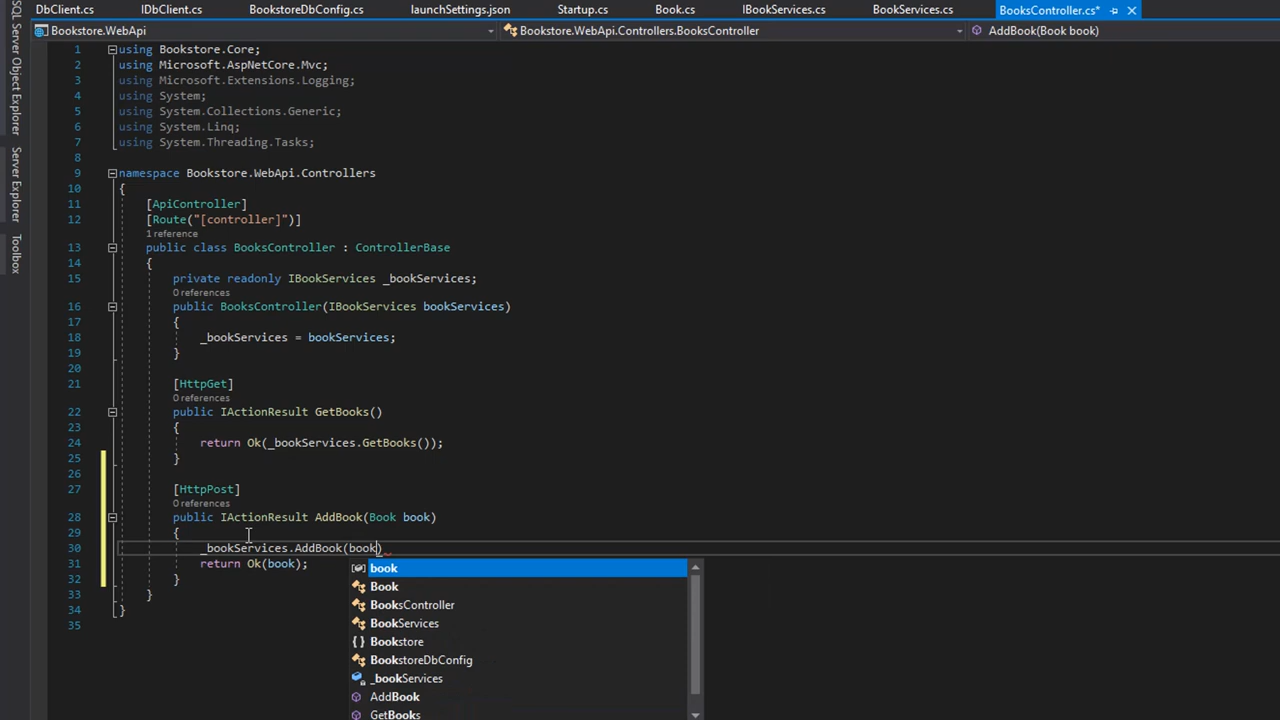 DbClient.cs IDbClient.cs BookstoreDbConfig.cs launchSettings.json Startup.cs Book.cs IBookServices.cs BookServices.cs BooksController.cs*
Bookstore.WebApi Bookstore.WebApi.Controllers.BooksController AddBook(Book book)
SQL Server Object Explorer
Server Explorer
Toolbox
1 using Bookstore.Core;
2 using Microsoft.AspNetCore.Mvc;
3 using Microsoft.Extensions.Logging;
4 using System;
5 using System.Collections.Generic;
6 using System.Linq;
7 using System.Threading.Tasks;
8
9 namespace Bookstore.WebApi.Controllers
10 {
11 [ApiController]
12 [Route("[controller]")]
1 reference
13 public class BooksController : ControllerBase
14 {
15 private readonly IBookServices _bookServices;
0 references
16 public BooksController(IBookServices bookServices)
17 {
18 _bookServices = bookServices;
19 }
20
21 [HttpGet]
0 references
22 public IActionResult GetBooks()
23 {
24 return Ok(_bookServices.GetBooks());
25 }
26
27 [HttpPost]
0 references
28 public IActionResult AddBook(Book book)
29 {
30 _bookServices.AddBook(book)
31 return Ok(book);
32 }
33 }
34 }
35
book
Book
BooksController
BookServices
{ } Bookstore
BookstoreDbConfig
_bookServices
AddBook
GetBooks